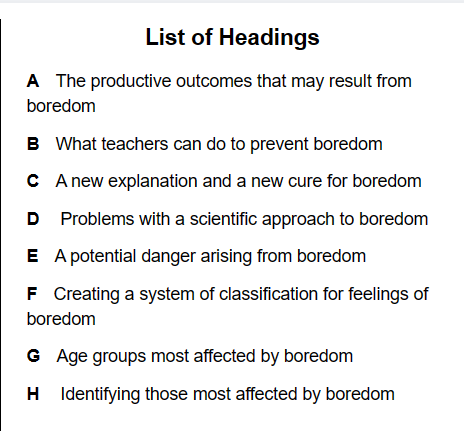 List of Headings
A The productive outcomes that may result from
boredom
B What teachers can do to prevent boredom
C A new explanation and a new cure for boredom
D Problems with a scientific approach to boredom
E A potential danger arising from boredom
F Creating a system of classification for feelings of
boredom
G Age groups most affected by boredom
H Identifying those most affected by boredom